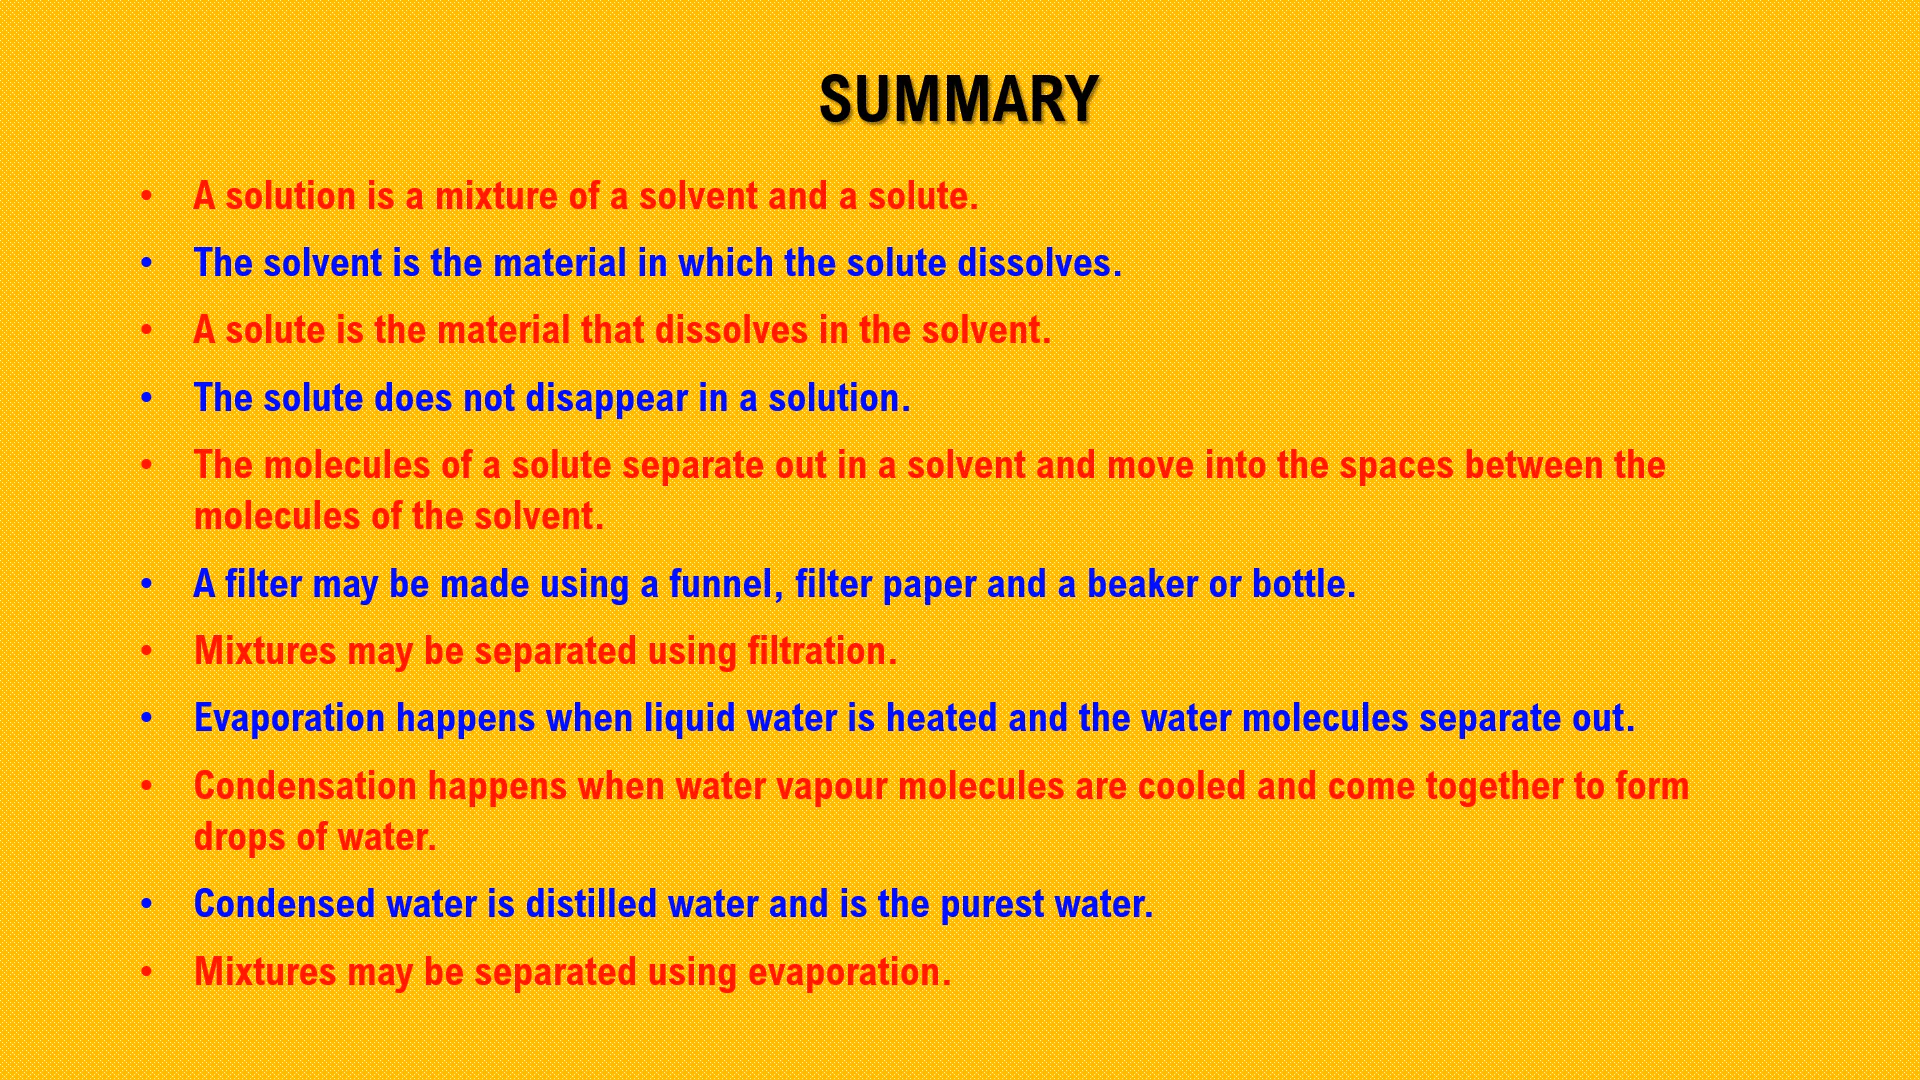 SUMMARY
• A solution is a mixture of a solvent and a solute.
• The solvent is the material in which the solute dissolves.
• A solute is the material that dissolves in the solvent.
• The solute does not disappear in a solution.
• The molecules of a solute separate out in a solvent and move into the spaces between the
molecules of the solvent.
• A filter may be made using a funnel, filter paper and a beaker or bottle.
• Mixtures may be separated using filtration.
• Evaporation happens when liquid water is heated and the water molecules separate out.
• Condensation happens when water vapour molecules are cooled and come together to form
drops of water.
• Condensed water is distilled water and is the purest water.
• Mixtures may be separated using evaporation.